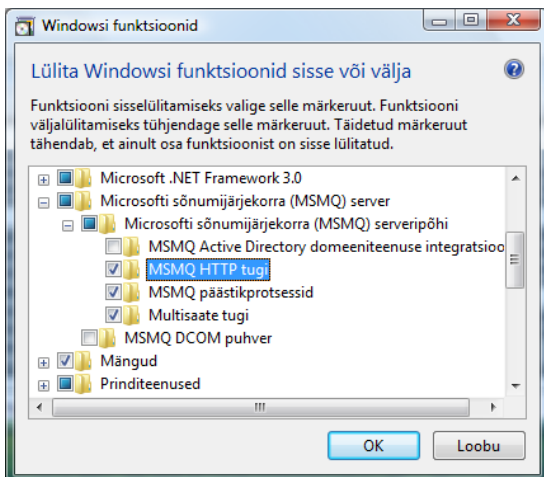 Windowsi funktsioonid
Lülita Windowsi funktsioonid sisse või välja
Funktsiooni sisselülitamiseks valige selle märkeruut. Funktsiooni
väljalülitamiseks tühjendage selle märkeruut. Täidetud märkeruut
tähendab, et ainult osa funktsioonist on sisse lülitatud.
Microsoft .NET Framework 3.0
Microsofti sõnumijärjekorra (MSMQ) server
Microsofti sõnumijärjekorra (MSMQ) serveripõhi
MSMQ Active Directory domeeniteenuse integratsioo
MSMQ HTTP tugi
MSMQ päästikprotsessid
Multisaate tugi
MSMQ DCOM puhver
Mängud
Prinditeenused
OK Loobu